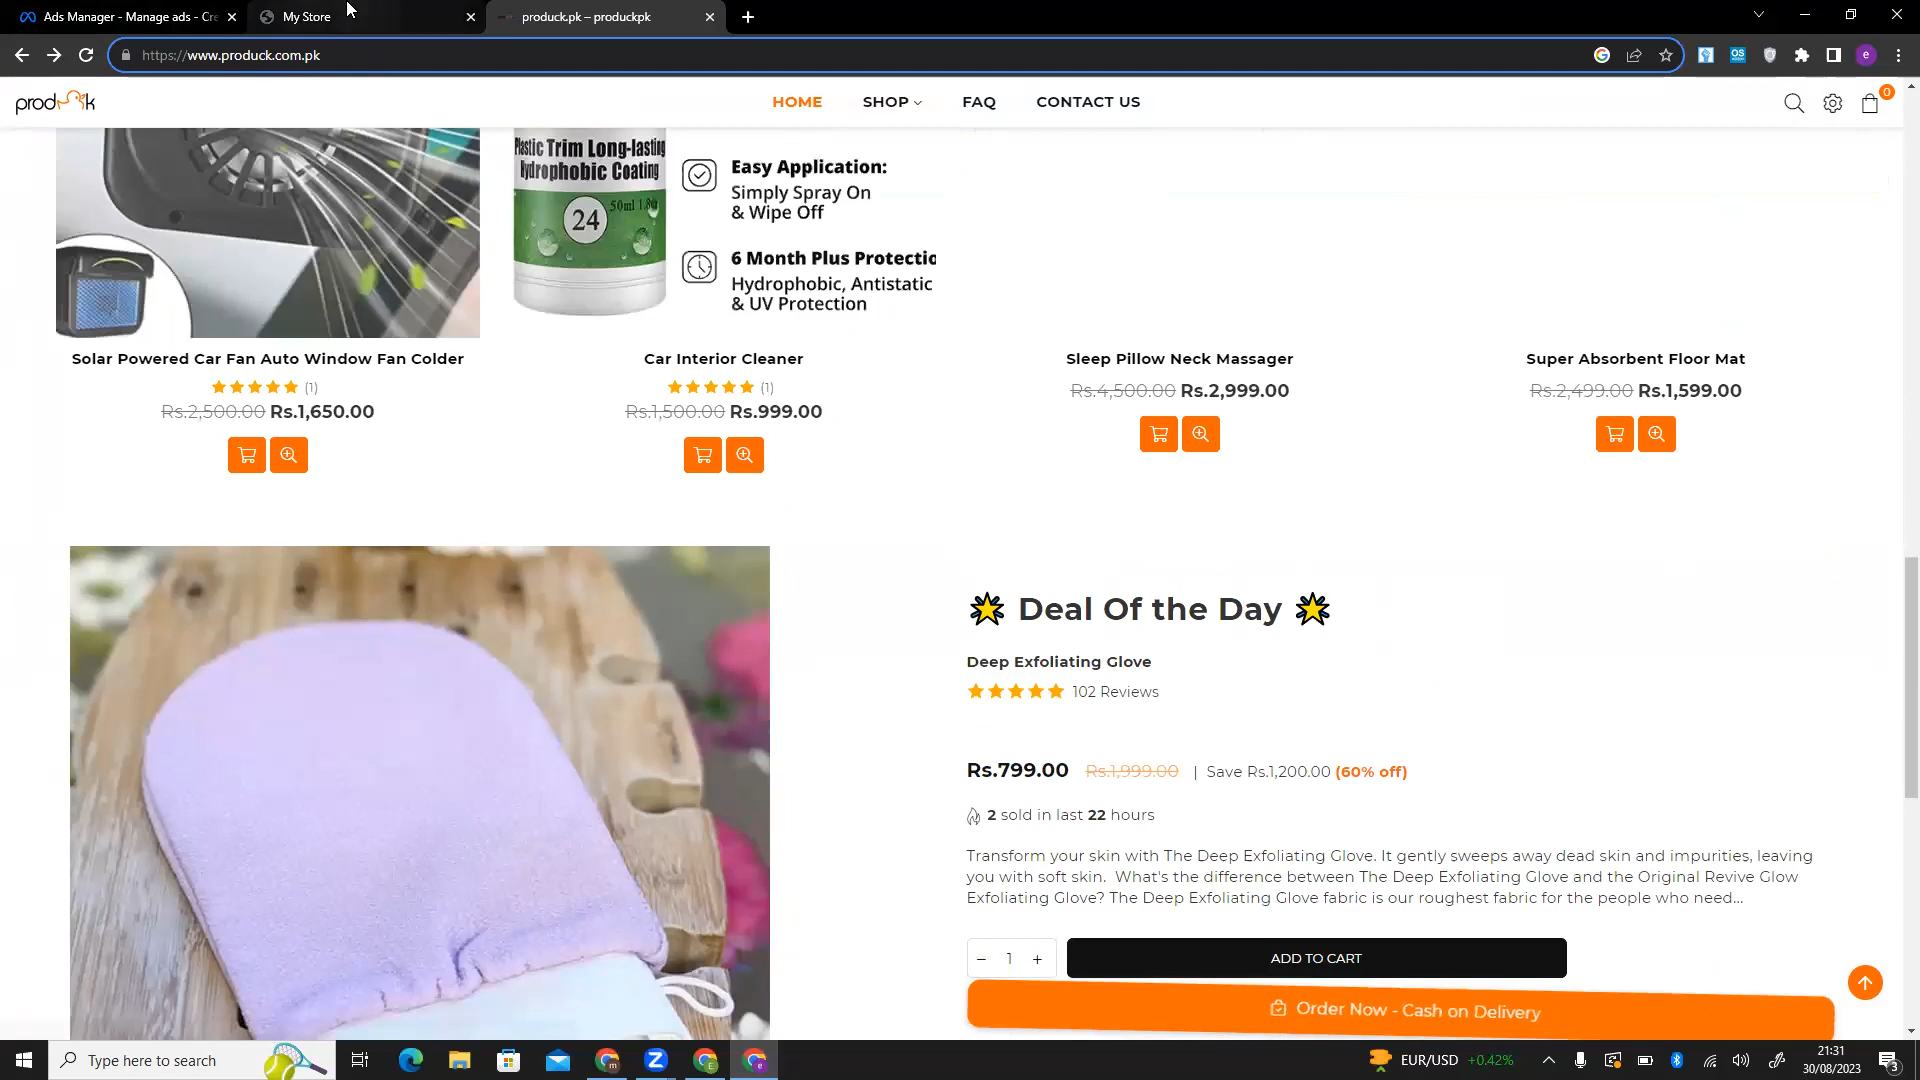 Ads Manager - Manage ads - Cre
My Store
produck.pk – produckpk
https://www.produck.com.pk
OS
e
prod k
HOME
SHOP
FAQ
CONTACT US
0
Plastic Trim Long-lasting
Hydrophobic Coating
24
50ml
Easy Application:
Simply Spray On
& Wipe Off
6 Month Plus Protectio
Hydrophobic, Antistatic
& UV Protection
Solar Powered Car Fan Auto Window Fan Colder
(1)
Rs.2,500.00 Rs.1,650.00
Car Interior Cleaner
(1)
Rs.1,500.00 Rs.999.00
Sleep Pillow Neck Massager
Rs.4,500.00 Rs.2,999.00
Super Absorbent Floor Mat
Rs.2,499.00 Rs.1,599.00
Deal Of the Day
Deep Exfoliating Glove
102 Reviews
Rs.799.00 Rs.1,999.00 | Save Rs.1,200.00 (60% off)
2 sold in last 22 hours
Transform your skin with The Deep Exfoliating Glove. It gently sweeps away dead skin and impurities, leaving
you with soft skin. What's the difference between The Deep Exfoliating Glove and the Original Revive Glow
Exfoliating Glove? The Deep Exfoliating Glove fabric is our roughest fabric for the people who need...
− 1 +
ADD TO CART
Order Now - Cash on Delivery
Type here to search
EUR/USD +0.42%
21:31
30/08/2023
3